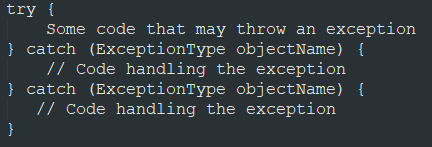 try {
    Some code that may throw an exception
} catch (ExceptionType objectName) {
    // Code handling the exception
} catch (ExceptionType objectName) {
   // Code handling the exception
}